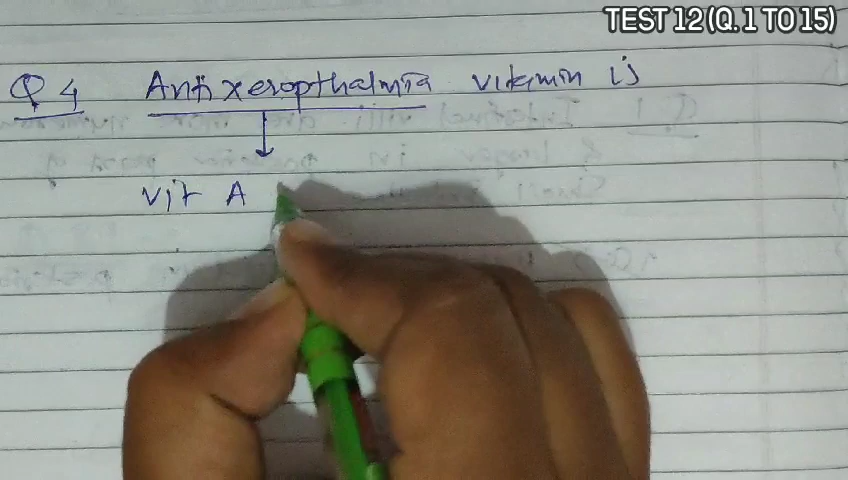 TEST 12 (Q. 1 TO 15)
Q 4 Antixeropthalmia vitamin is
vit A